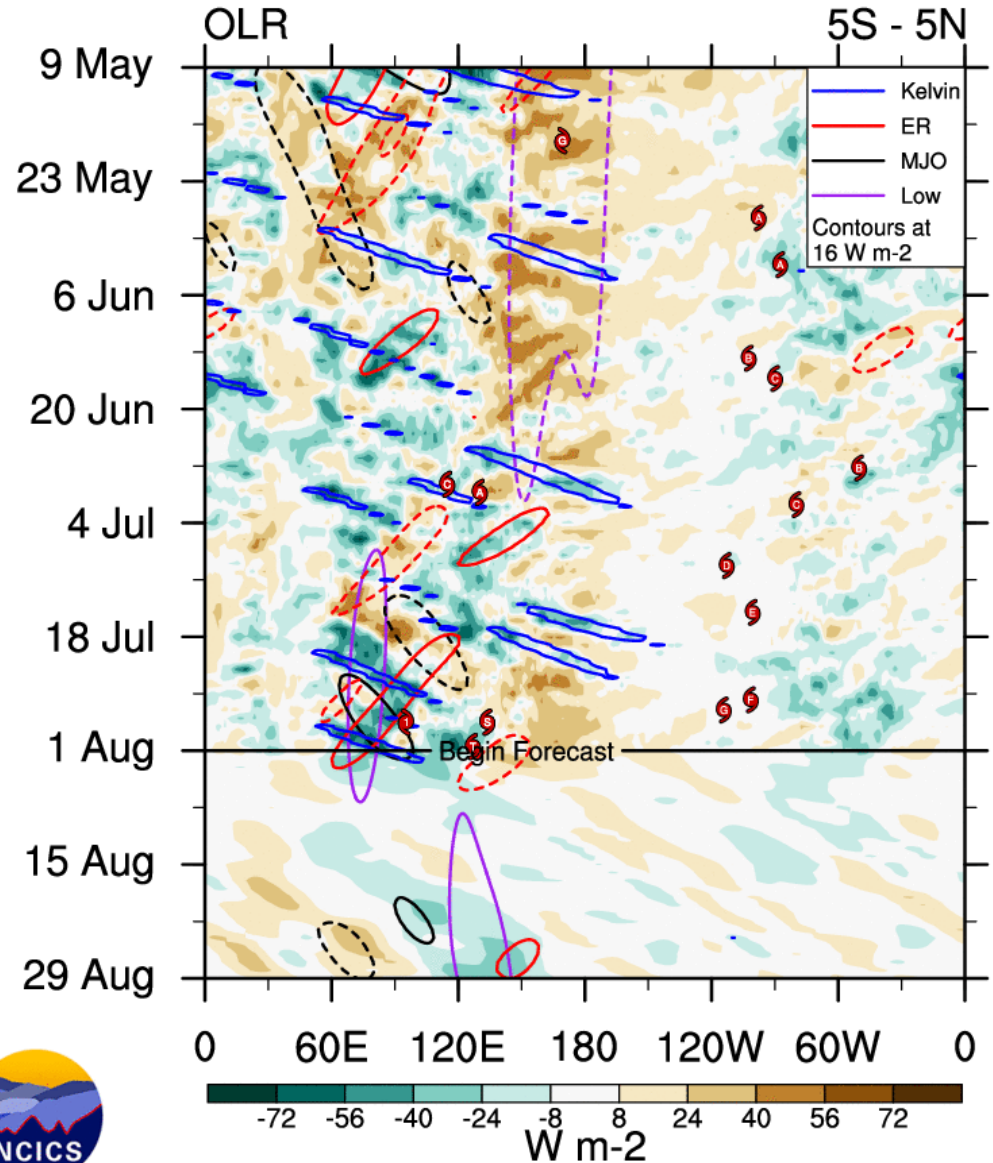 OLR 5S - 5N
9 May
23 May
6 Jun
20 Jun
4 Jul
18 Jul
1 Aug
15 Aug
29 Aug
Kelvin
ER
MJO
Low
Contours at
16 W m-2
G
A
A
B
C
B
C
A
C
D
E
F
G
1
S
T
Begin Forecast
0 60E 120E 180 120W 60W 0
-72 -56 -40 -24 -8 8 24 40 56 72
W m-2
NCICS